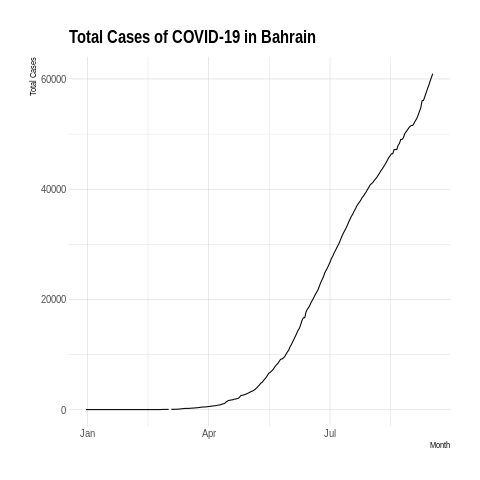 Total Cases of COVID-19 in Bahrain
Total Cases
60000
40000
20000
0
Jan Apr Jul
Month